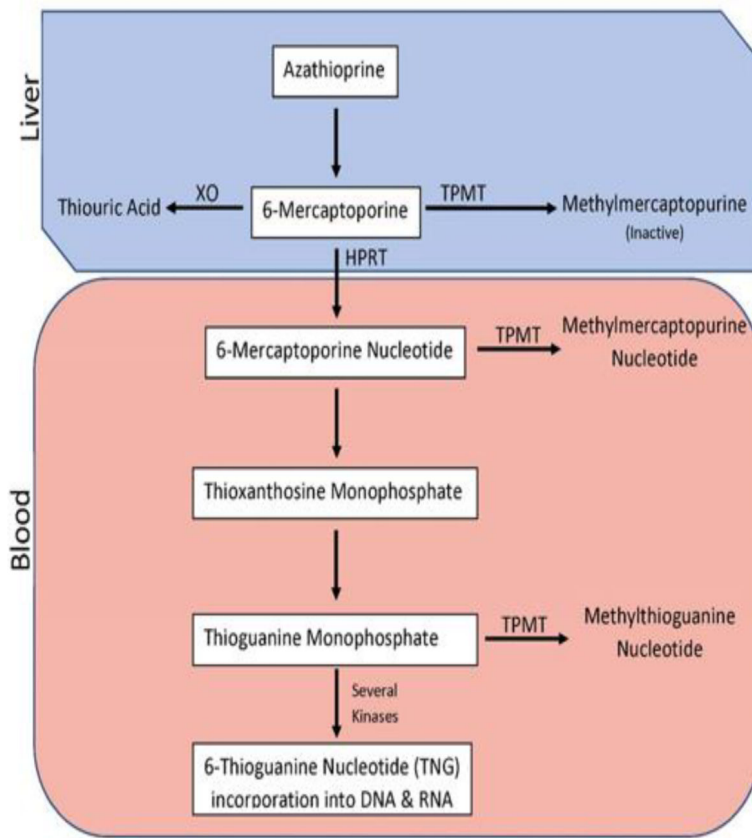 Liver
Azathioprine
XO
TPMT
Thiouric Acid
6-Mercaptoporine
Methylmercaptopurine
(Inactive)
HPRT
Blood
6-Mercaptoporine Nucleotide
TPMT
Methylmercaptopurine
Nucleotide
Thioxanthosine Monophosphate
Thioguanine Monophosphate
TPMT
Methylthioguanine
Nucleotide
Several
Kinases
6-Thioguanine Nucleotide (TNG)
incorporation into DNA & RNA